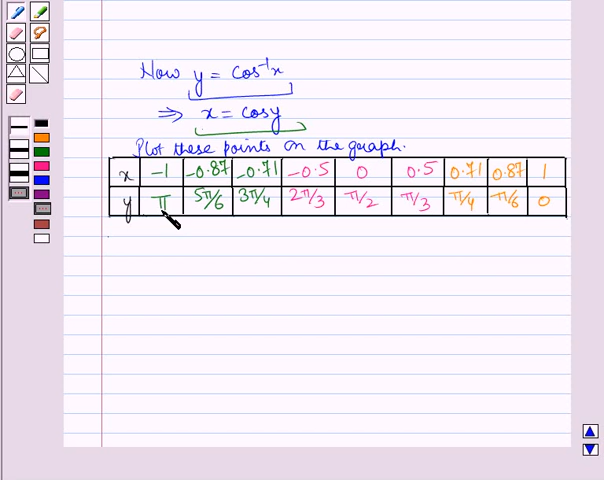 Now y = cos⁻¹x
⇒ x = cosy
Plot these points on the graph.
x -1 -0.87 -0.71 -0.5 0 0.5 0.71 0.87 1
y π 5π/6 3π/4 2π/3 π/2 π/3 π/4 π/6 0